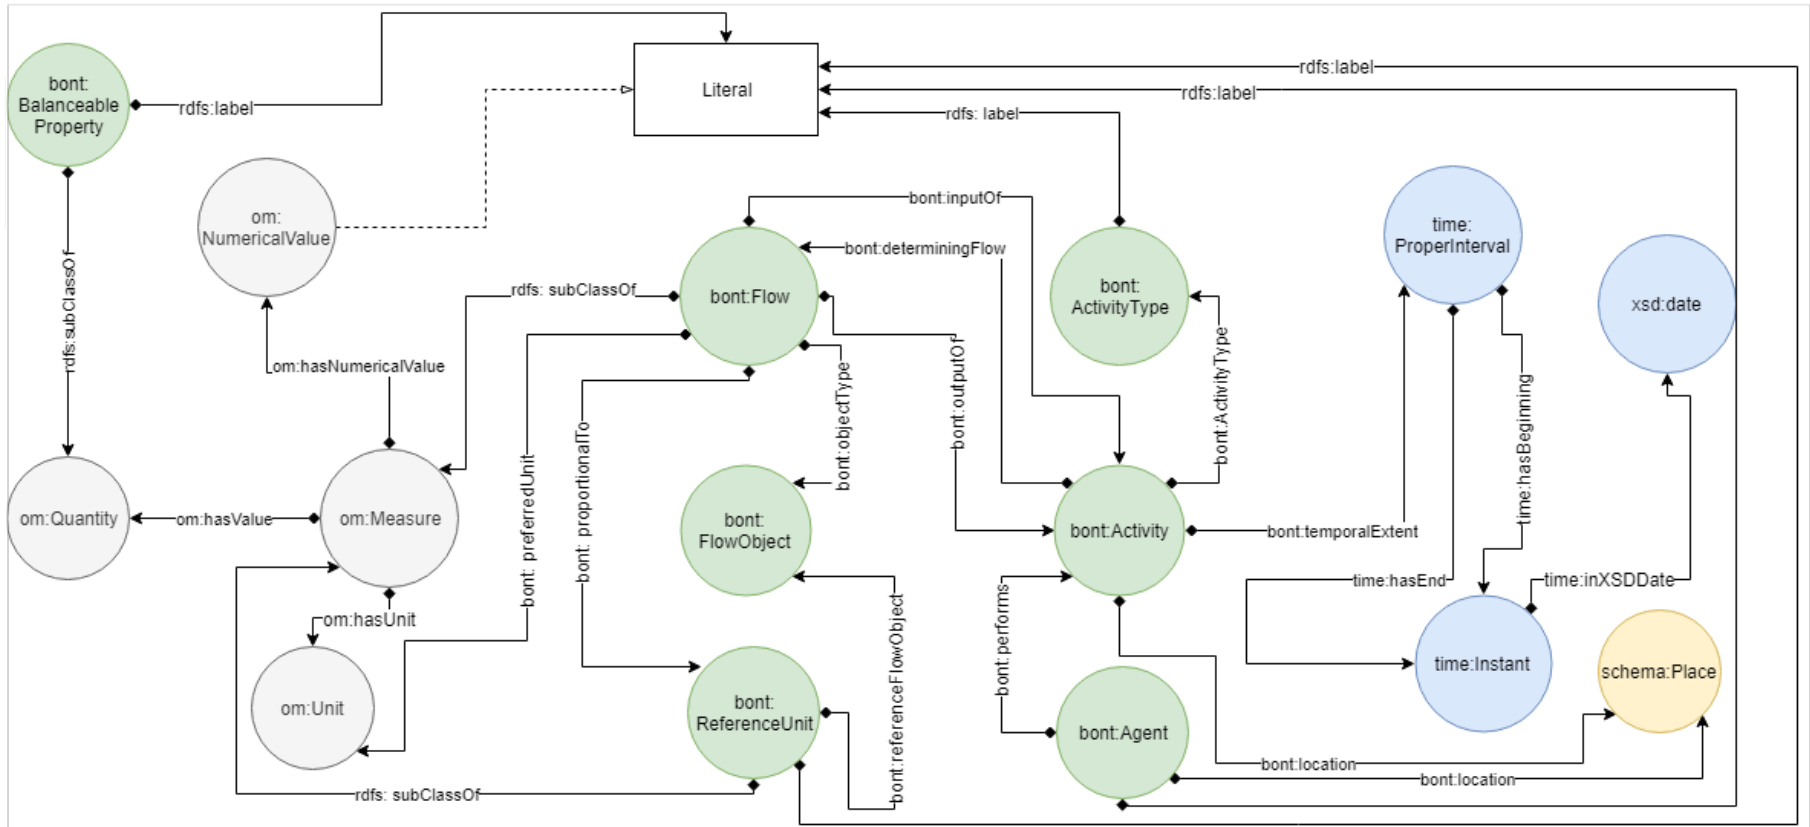 rdfs:label
Literal
bont:
Balanceable
Property
rdfs:label
rdfs:label
rdfs: label
om:
NumericalValue
bont:inputOf
time:
ProperInterval
bont:determiningFlow
rdfs:subClassOf
rdfs: subClassOf
bont:Flow
bont:
ActivityType
xsd:date
om:hasNumericalValue
bont:objectType
bont:outputOf
bont:ActivityType
time:hasBeginning
bont: preferredUnit
bont: proportionalTo
om:Quantity
om:hasValue
om:Measure
bont:
FlowObject
bont:Activity
bont:temporalExtent
time:hasEnd
time:inXSDDate
om:hasUnit
bont:performs
bont:referenceFlowObject
time:Instant
schema:Place
om:Unit
bont:
ReferenceUnit
bont:Agent
bont:location
bont:location
rdfs: subClassOf